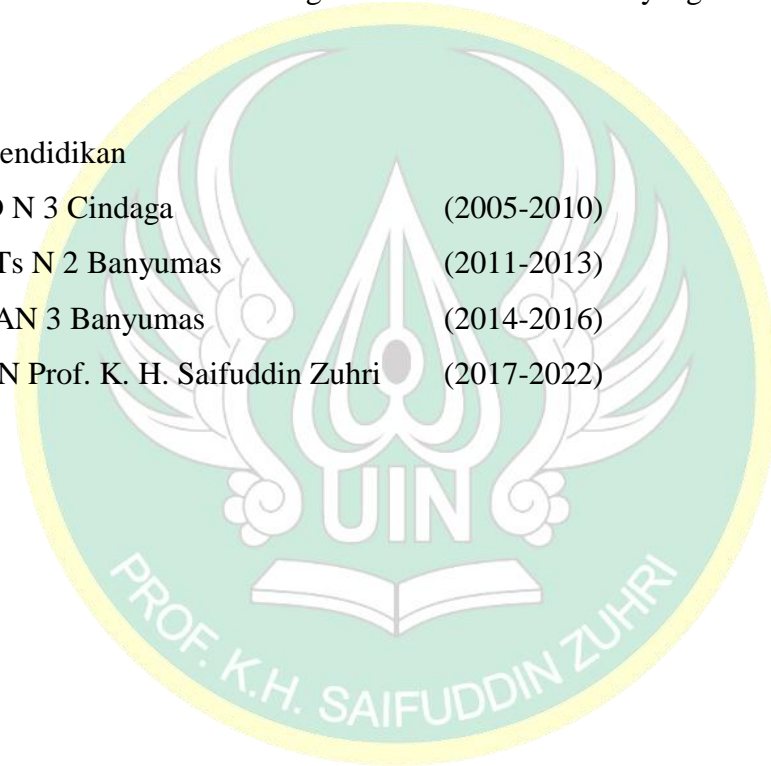 endidikan
N 3 Cindaga (2005-2010)
Ts N 2 Banyumas (2011-2013)
AN 3 Banyumas (2014-2016)
N Prof. K. H. Saifuddin Zuhri (2017-2022)
UIN
PROF. K.H. SAIFUDDIN ZUHRI